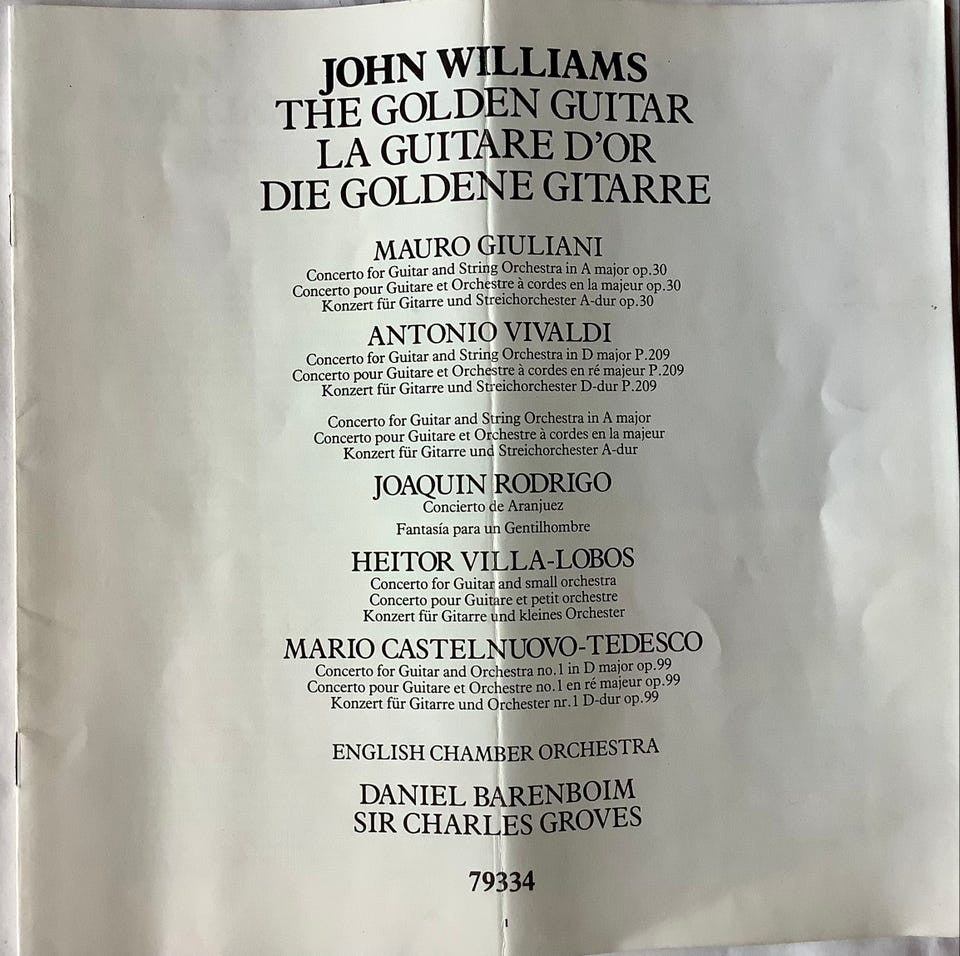 JOHN WILLIAMS
THE GOLDEN GUITAR
LA GUITARE D'OR
DIE GOLDENE GITARRE
MAURO GIULIANI
Concerto for Guitar and String Orchestra in A major op.30
Concerto pour Guitare et Orchestre à cordes en la majeur op.30
Konzert für Gitarre und Streichorchester A-dur op.30
ANTONIO VIVALDI
Concerto for Guitar and String Orchestra in D major P.209
Concerto pour Guitare et Orchestre à cordes en ré majeur P.209
Konzert für Gitarre und Streichorchester D-dur P.209
Concerto for Guitar and String Orchestra in A major
Concerto pour Guitare et Orchestre à cordes en la majeur
Konzert für Gitarre und Streichorchester A-dur
JOAQUIN RODRIGO
Concierto de Aranjuez
Fantasía para un Gentilhombre
HEITOR VILLA-LOBOS
Concerto for Guitar and small orchestra
Concerto pour Guitare et petit orchestre
Konzert für Gitarre und kleines Orchester
MARIO CASTELNUOVO-TEDESCO
Concerto for Guitar and Orchestra no.1 in D major op.99
Concerto pour Guitare et Orchestre no.1 en ré majeur op.99
Konzert für Gitarre und Orchester nr.1 D-dur op.99
ENGLISH CHAMBER ORCHESTRA
DANIEL BARENBOIM
SIR CHARLES GROVES
79334
1